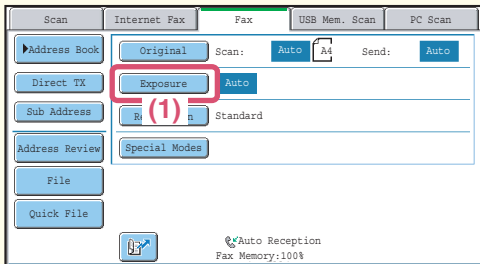 Scan Internet Fax Fax USB Mem. Scan PC Scan
Address Book Original Scan: Auto A4 Send: Auto
Direct TX Exposure Auto
Sub Address (1) Standard
Address Review Special Modes
File
Quick File
Auto Reception
Fax Memory:100%